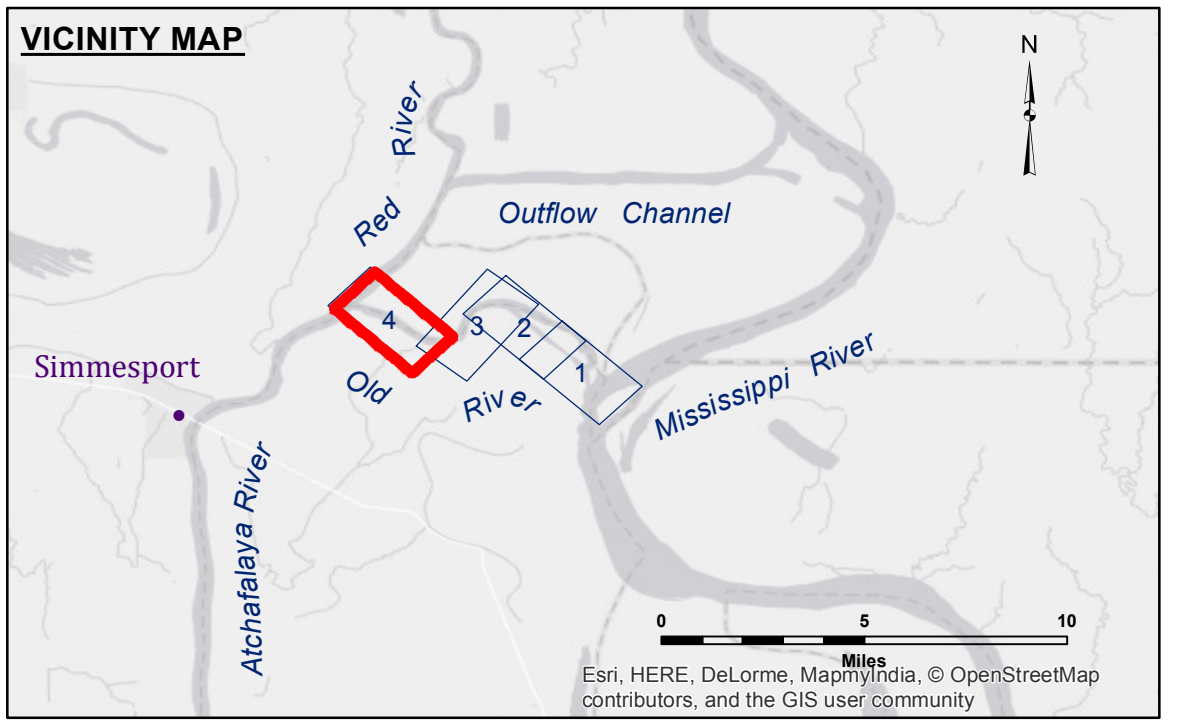 VICINITY MAP
N
Red River
Outflow Channel
4
3
2
1
Simmesport
Old River
Mississippi River
Atchafalaya River
0 5 10
Miles
Esri, HERE, DeLorme, MapmyIndia, © OpenStreetMap
contributors, and the GIS user community